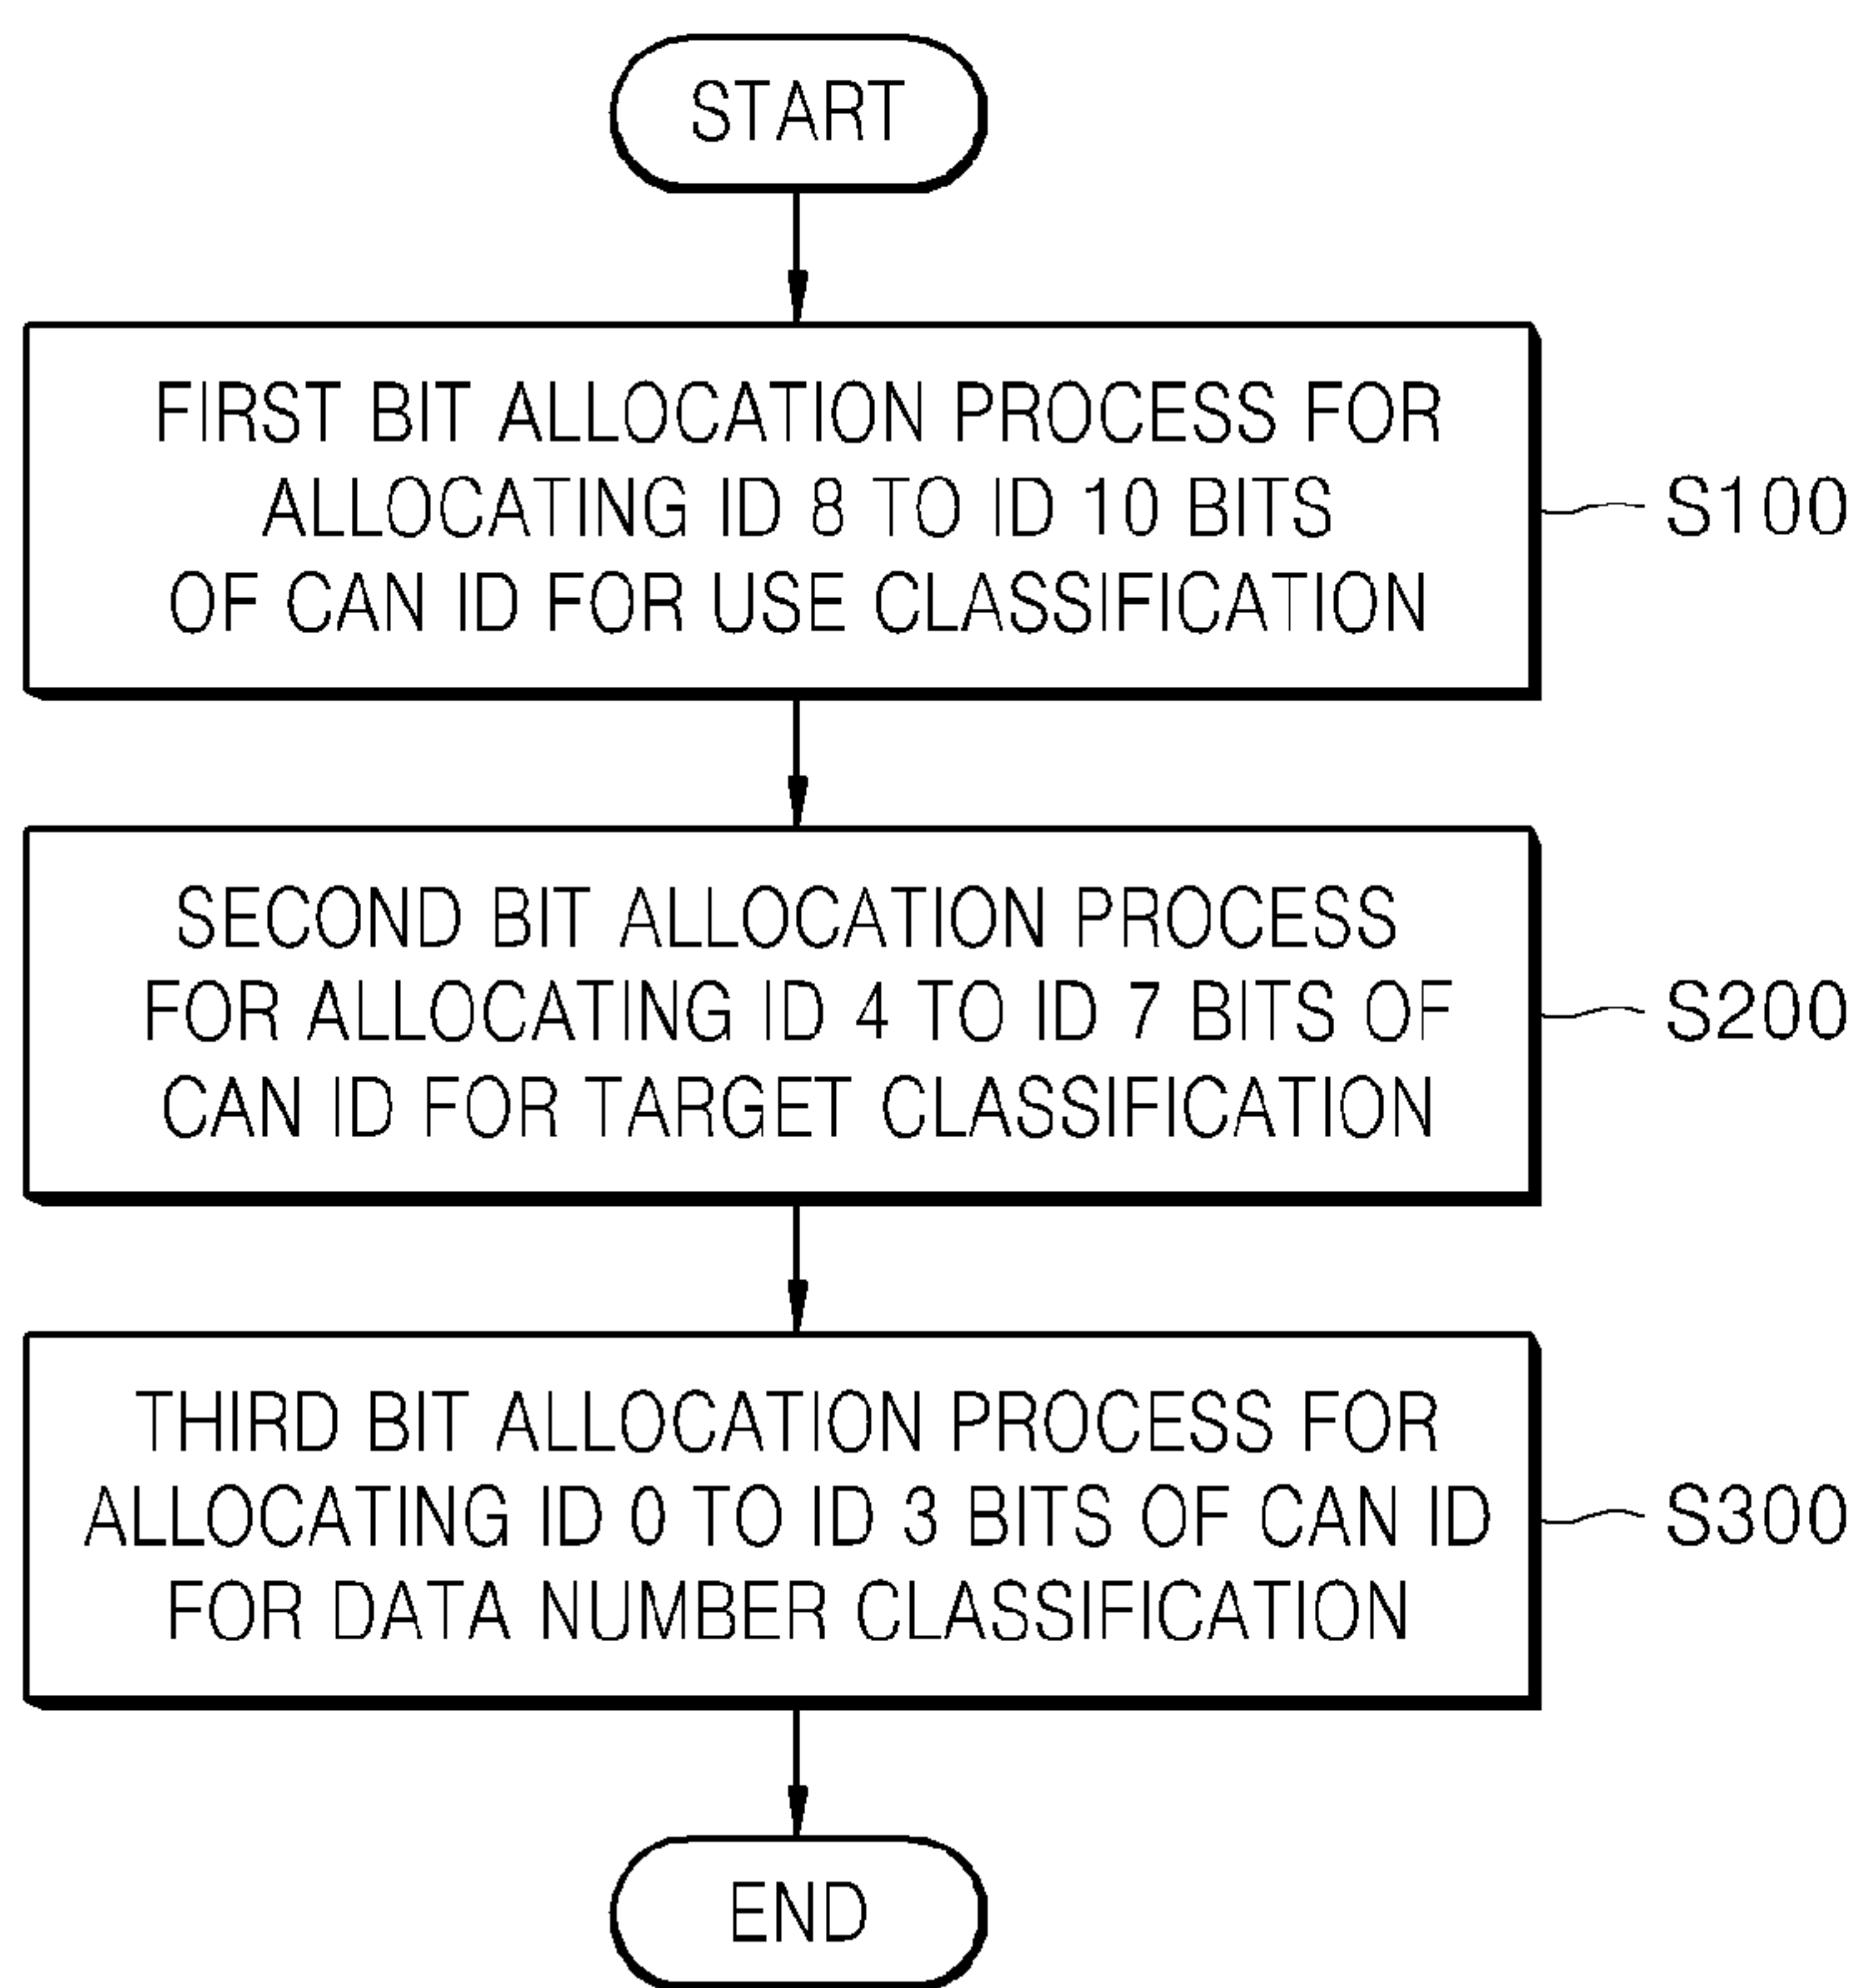 START
FIRST BIT ALLOCATION PROCESS FOR
ALLOCATING ID 8 TO ID 10 BITS
OF CAN ID FOR USE CLASSIFICATION
S100
SECOND BIT ALLOCATION PROCESS
FOR ALLOCATING ID 4 TO ID 7 BITS OF
CAN ID FOR TARGET CLASSIFICATION
S200
THIRD BIT ALLOCATION PROCESS FOR
ALLOCATING ID 0 TO ID 3 BITS OF CAN ID
FOR DATA NUMBER CLASSIFICATION
S300
END